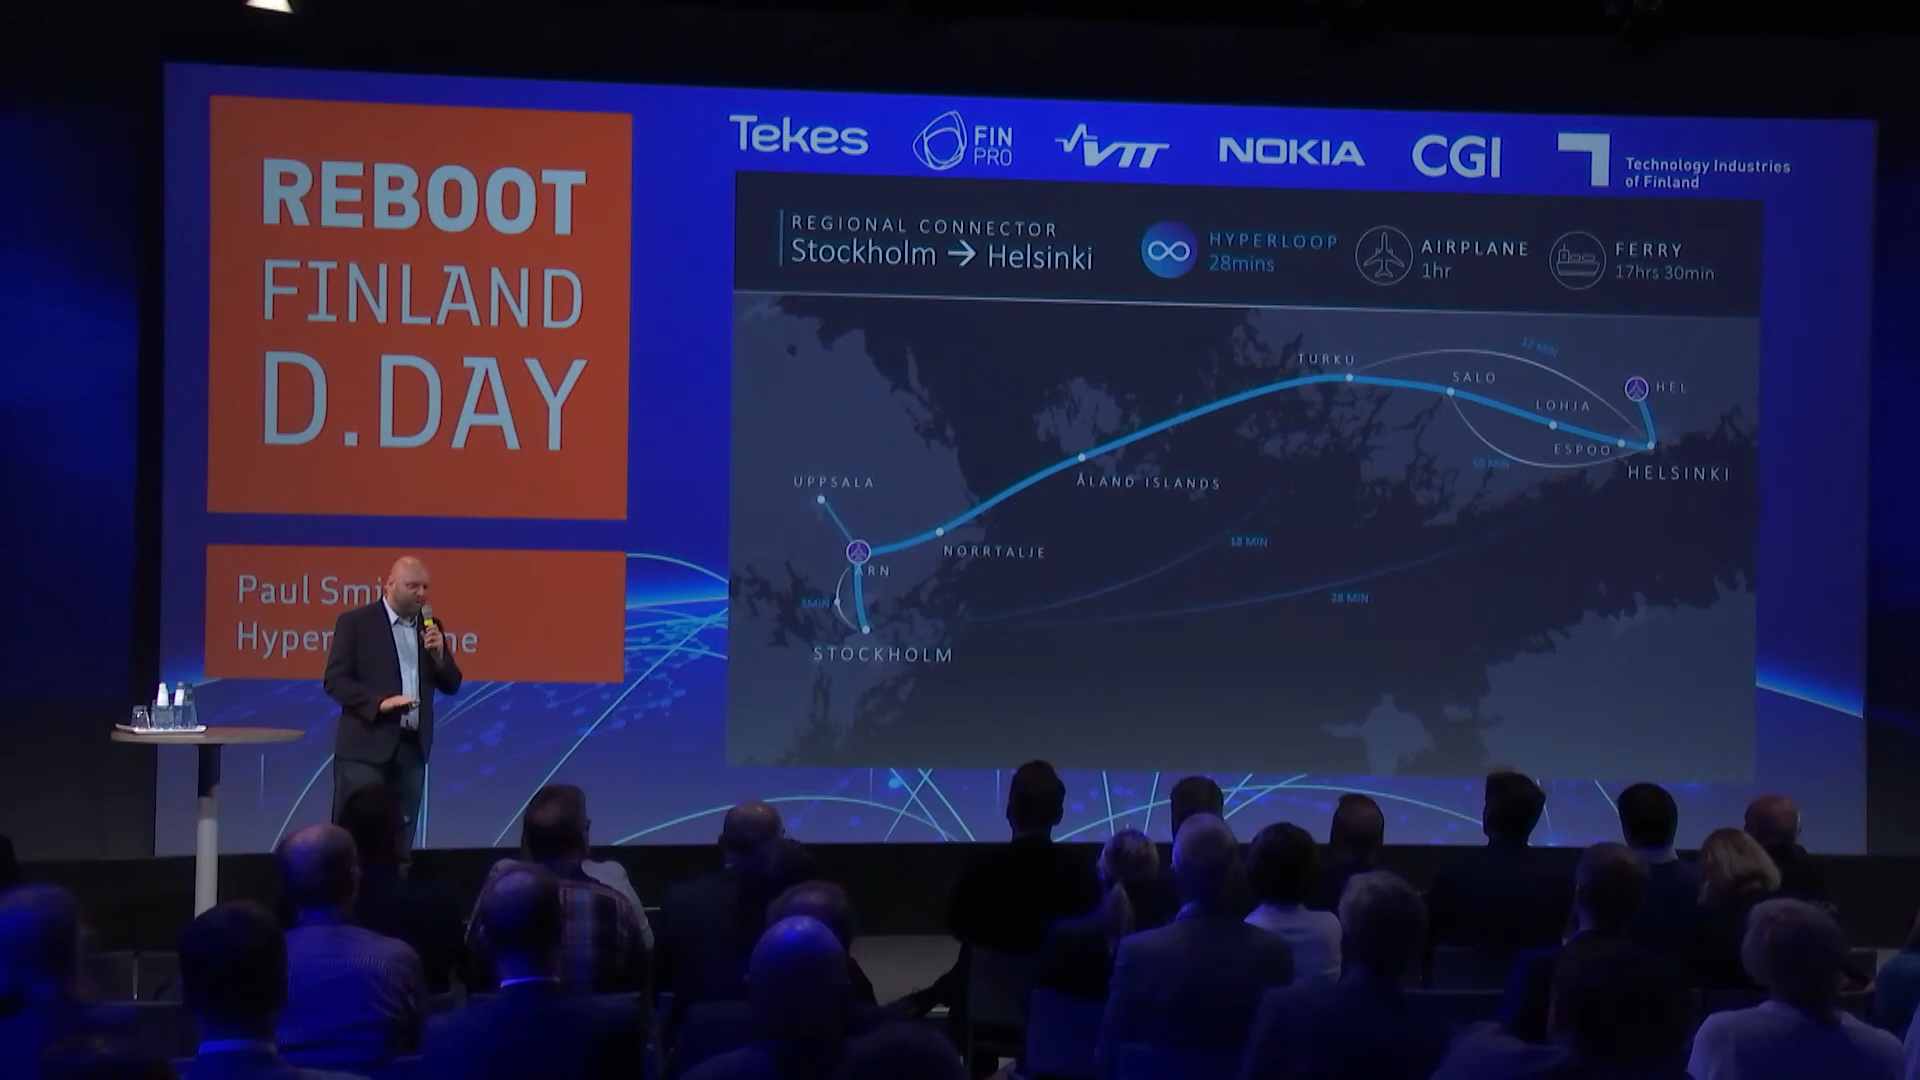 REBOOT
FINLAND
D.DAY
Paul Smi
Hyper ne
Tekes
FIN
PRO
VTT
NOKIA
CGI
Technology Industries
of Finland
REGIONAL CONNECTOR
Stockholm → Helsinki
HYPERLOOP
28mins
AIRPLANE
1hr
FERRY
17hrs 30min
12 MIN
TURKU
SALO
HEL
LOHJA
ESPOO
10 MIN
HELSINKI
UPPSALA
ÅLAND ISLANDS
NORRTALJE
ARN
18 MIN
3MIN
28 MIN
STOCKHOLM